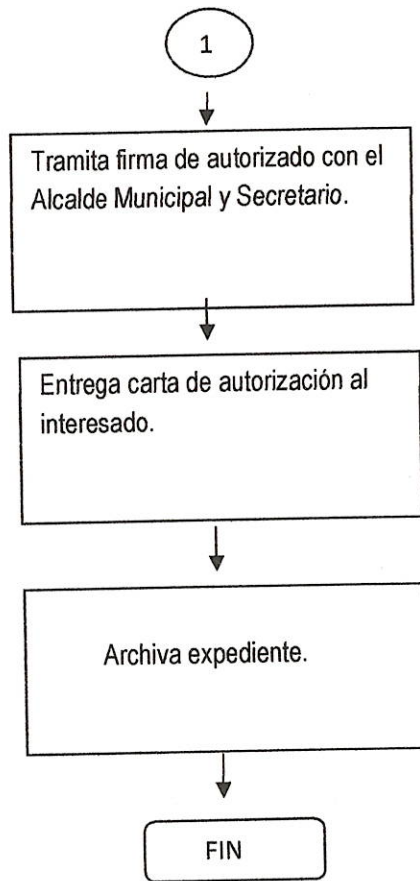 1
Tramita firma de autorizado con el
Alcalde Municipal y Secretario.
Entrega carta de autorización al
interesado.
Archiva expediente.
FIN